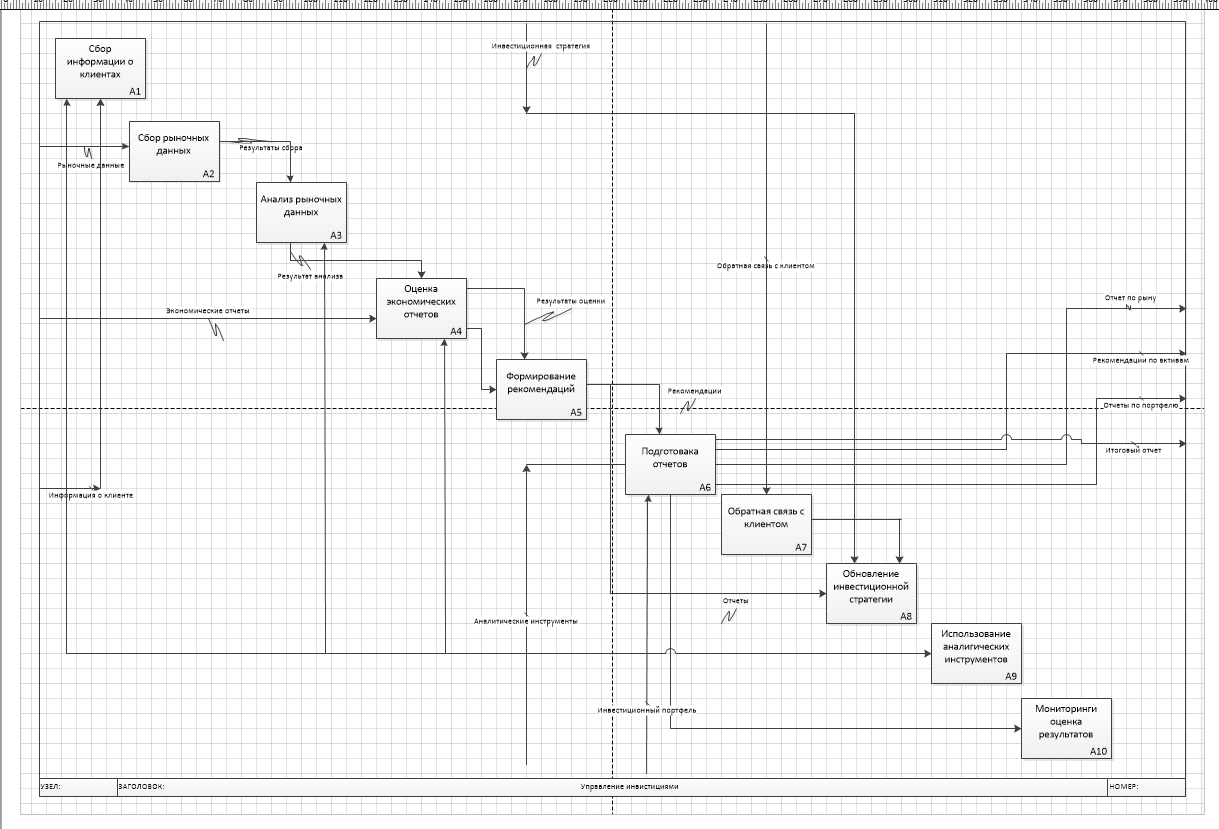 Инвестиционная стратегия
Сбор
информации о
клиентах
A1
Сбор рыночных
данных
A2
Рыночные данные
Результаты сбора
Анализ рыночных
данных
A3
Результат анализа
Обратная связь с клиентом
Оценка
экономических
отчетов
A4
Экономические отчеты
Результаты оценки
Отчет по рыну
Рекомендации по активам
Отчеты по портфелю
Итоговый отчет
Формирование
рекомендаций
A5
Рекомендации
Подготовака
отчетов
A6
Информация о клиенте
Обратная связь с
клиентом
A7
Обновление
инвестиционной
стратегии
A8
Отчеты
Аналитические инструменты
Использование
аналигических
инструментов
A9
Инвестиционный портфель
Мониторинги
оценка
результатов
A10
УЗЕЛ:
ЗАГОЛОВОК:
Управление инвистициями
НОМЕР: